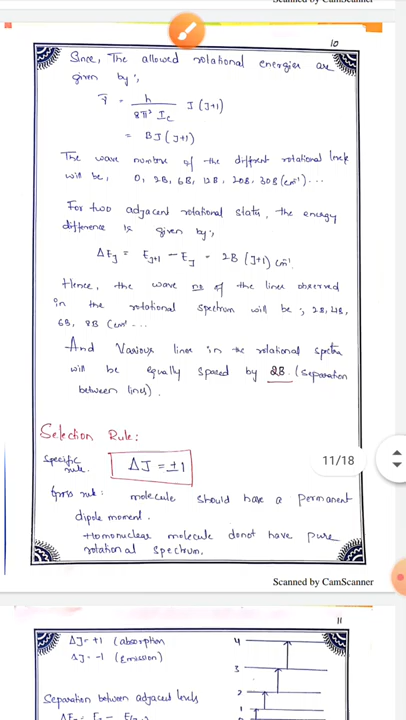 Scanned by CamScanner
10
Since, The allowed rotational energies are
given by:,
ν̄ = h / 8π² Ic J (J+1)
= BJ (J+1)
The wave number of the diffrent rotational levels
will be, 0, 2B, 6B, 12B, 20B, 30B (cm⁻¹)...
For two adjacent rotational state, the energy
difference is given by:,
ΔEJ = EJ+1 − EJ = 2B (J+1) cm⁻¹.
Hence, the wave no of the lines observed
in the rotational spectrum will be ; 2B, 4B,
6B, 8B (cm⁻¹...
And Various lines in the rotational spectra
will be equally spaced by 2B (separation
between lines).
Selection Rule:
Specific rule. ΔJ = ±1
11/18
Gross rule: molecule should have a permanent
dipole moment.
Homonuclear molecule donot have pure
rotational spectrum.
Scanned by CamScanner
11
ΔJ = +1 (absorption
ΔJ = -1 (Emission)
4
3
2
1
Separation between adjacent levels